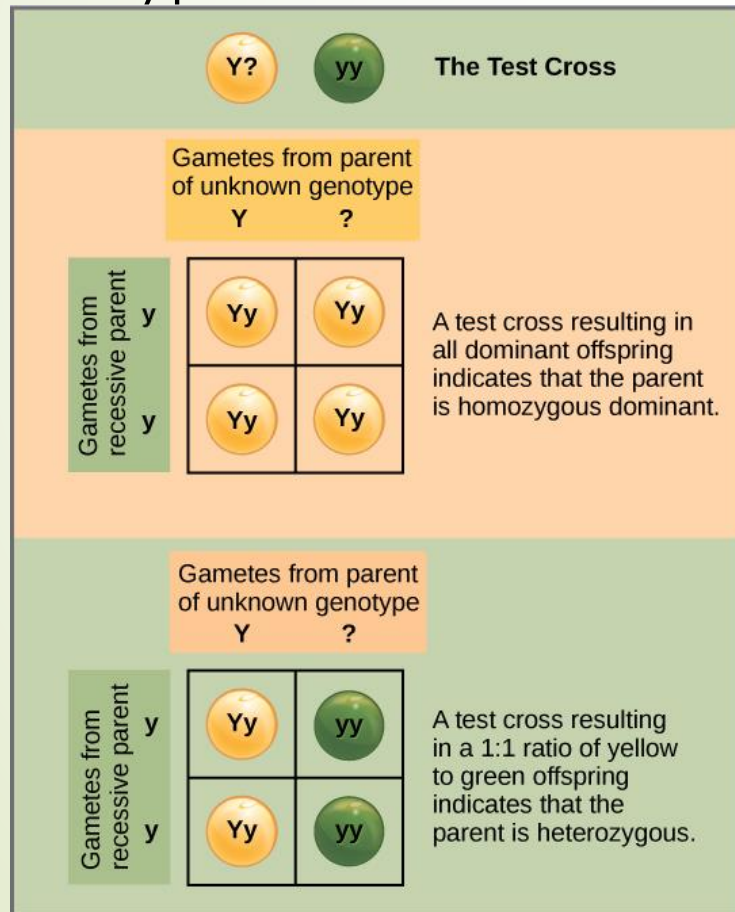 Y? yy The Test Cross
Gametes from parent
of unknown genotype
Y ?
Gametes from
recessive parent
y
y
Yy Yy
Yy Yy
A test cross resulting in
all dominant offspring
indicates that the parent
is homozygous dominant.
Gametes from parent
of unknown genotype
Y ?
Gametes from
recessive parent
y
y
Yy yy
Yy yy
A test cross resulting
in a 1:1 ratio of yellow
to green offspring
indicates that the
parent is heterozygous.